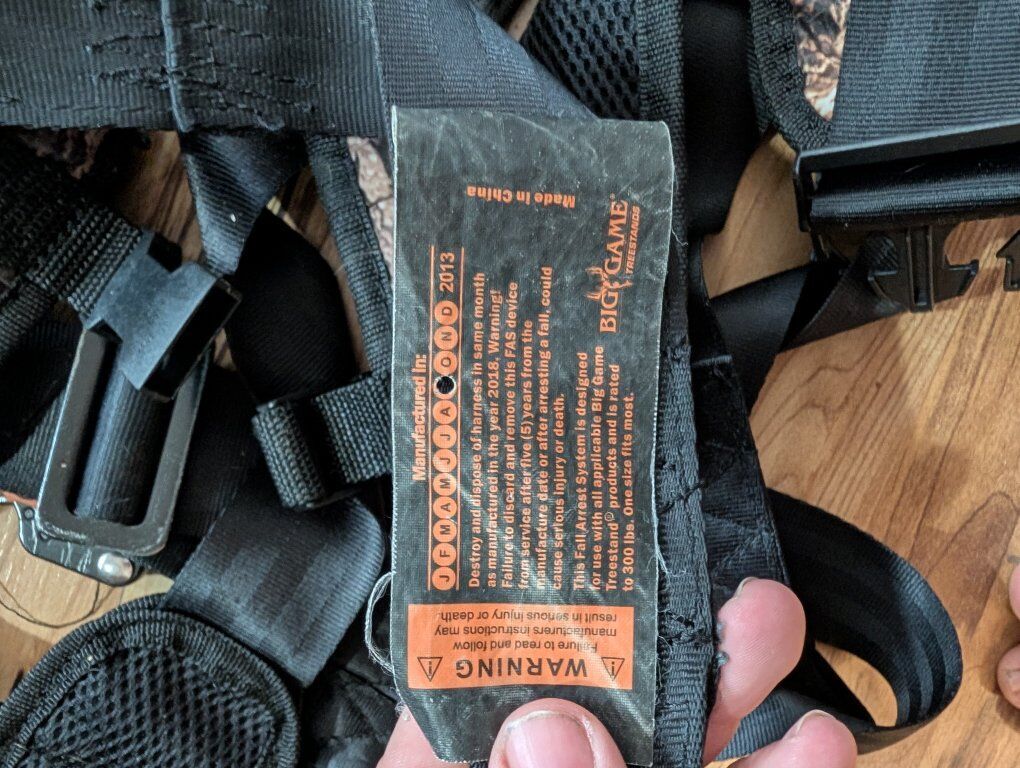 Made in China
Manufactured In:
J F M A M J J A O N D 2013
Destroy and dispose of harness in same month
as manufactured in the year 2018. Warning!
Failure to discard and remove this FAS device
from service after five (5) years from the
manufacture date or after arresting a fall, could
cause serious injury or death.
This Fall Arrest System is designed
for use with all applicable Big Game
Treestand® products and is rated
to 300 lbs. One size fits most.
BIG GAME®
TREESTANDS
WARNING
Failure to read and follow
manufacturers instructions may
result in serious injury or death.